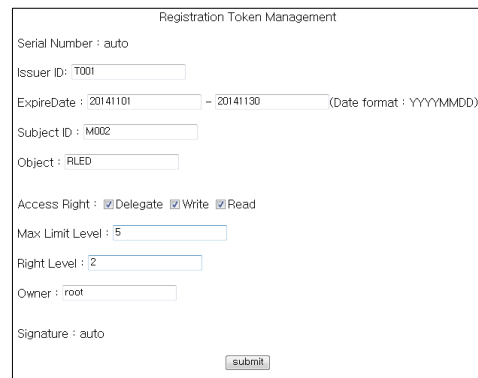 Registration Token Management
Serial Number : auto
Issuer ID: T001
ExpireDate : 20141101 - 20141130 (Date format : YYYYMMDD)
Subject ID : M002
Object : RLED
Access Right : Delegate Write Read
Max Limit Level : 5
Right Level : 2
Owner : root
Signature : auto
submit